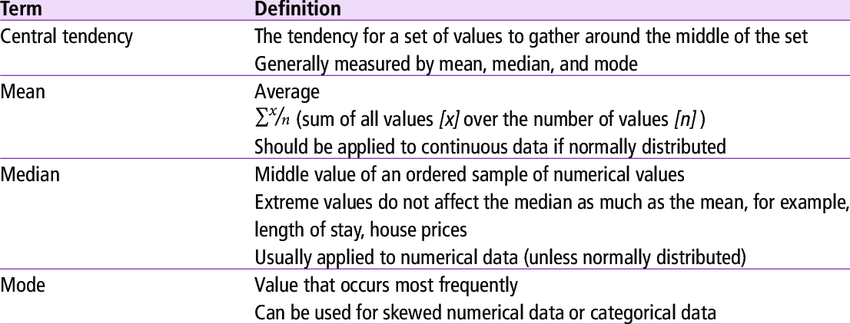 Term Definition
Central tendency The tendency for a set of values to gather around the middle of the set
Generally measured by mean, median, and mode
Mean Average
∑x/n (sum of all values [x] over the number of values [n] )
Should be applied to continuous data if normally distributed
Median Middle value of an ordered sample of numerical values
Extreme values do not affect the median as much as the mean, for example,
length of stay, house prices
Usually applied to numerical data (unless normally distributed)
Mode Value that occurs most frequently
Can be used for skewed numerical data or categorical data